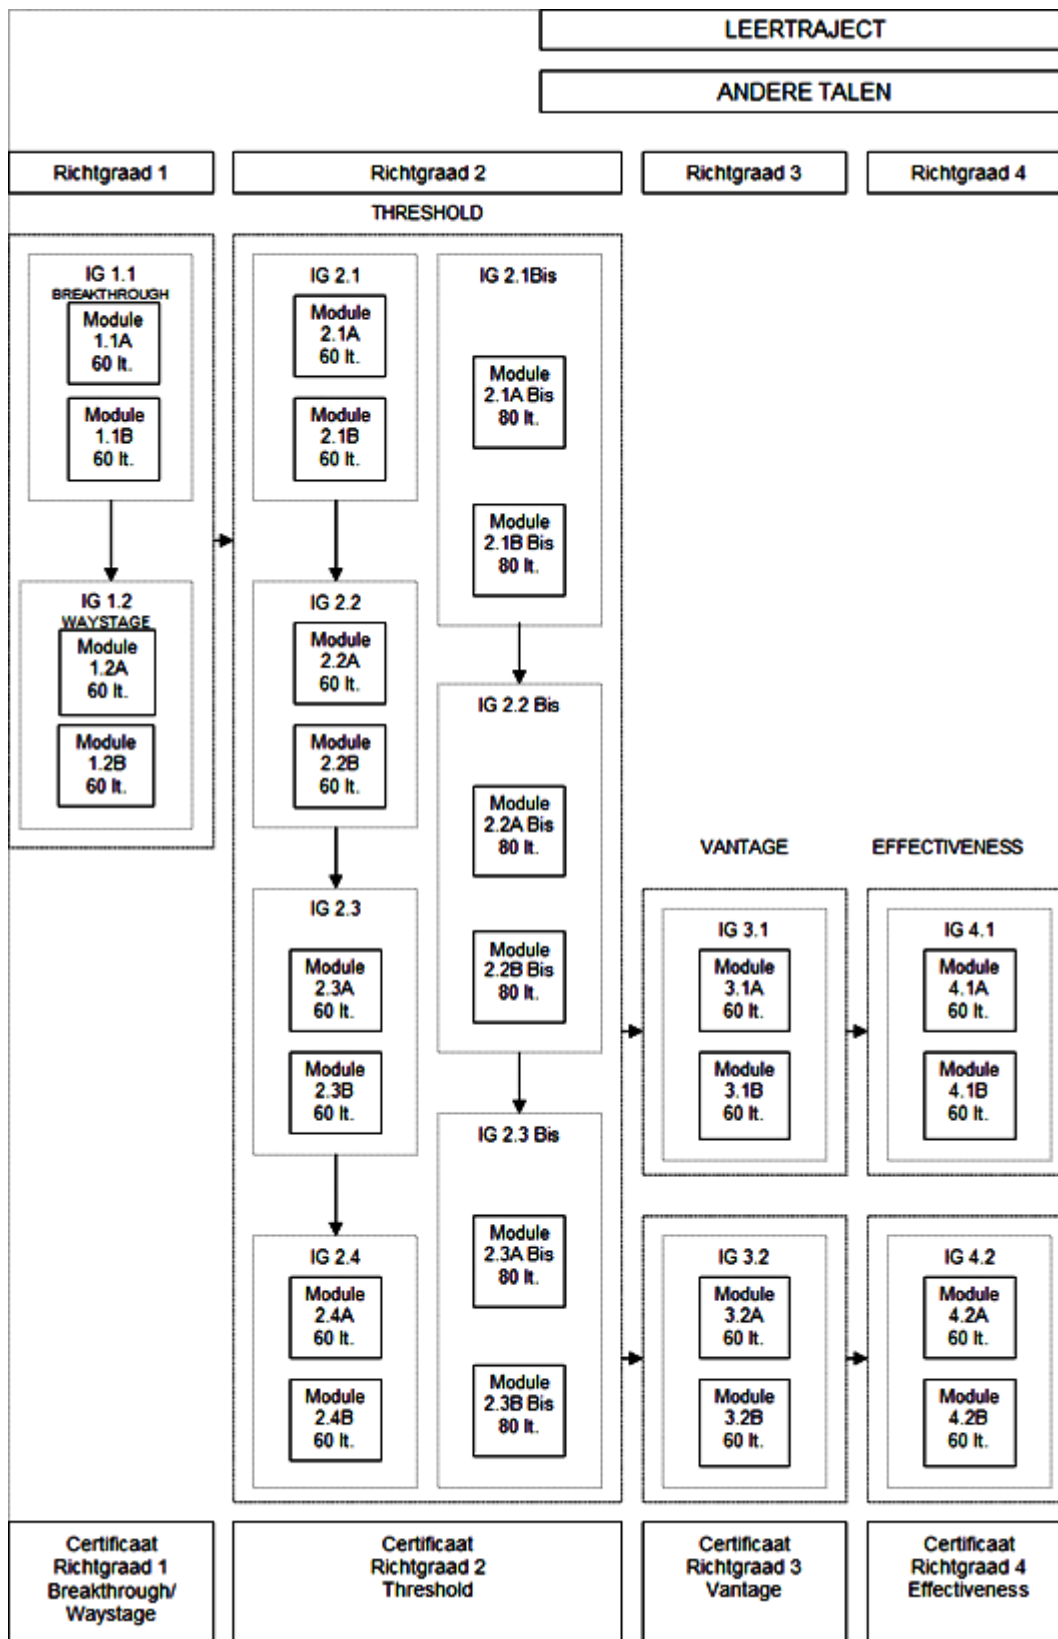 LEERTRAJECT
ANDERE TALEN
Richtgraad 1
Richtgraad 2
Richtgraad 3
Richtgraad 4
THRESHOLD
IG 1.1
BREAKTHROUGH
Module
1.1A
60 lt.
Module
1.1B
60 lt.
IG 1.2
WAYSTAGE
Module
1.2A
60 lt.
Module
1.2B
60 lt.
IG 2.1
Module
2.1A
60 lt.
Module
2.1B
60 lt.
IG 2.2
Module
2.2A
60 lt.
Module
2.2B
60 lt.
IG 2.3
Module
2.3A
60 lt.
Module
2.3B
60 lt.
IG 2.4
Module
2.4A
60 lt.
Module
2.4B
60 lt.
IG 2.1Bis
Module
2.1A Bis
80 lt.
Module
2.1B Bis
80 lt.
IG 2.2 Bis
Module
2.2A Bis
80 lt.
Module
2.2B Bis
80 lt.
IG 2.3 Bis
Module
2.3A Bis
80 lt.
Module
2.3B Bis
80 lt.
VANTAGE
IG 3.1
Module
3.1A
60 lt.
Module
3.1B
60 lt.
IG 3.2
Module
3.2A
60 lt.
Module
3.2B
60 lt.
EFFECTIVENESS
IG 4.1
Module
4.1A
60 lt.
Module
4.1B
60 lt.
IG 4.2
Module
4.2A
60 lt.
Module
4.2B
60 lt.
Certificaat
Richtgraad 1
Breakthrough/
Waystage
Certificaat
Richtgraad 2
Threshold
Certificaat
Richtgraad 3
Vantage
Certificaat
Richtgraad 4
Effectiveness